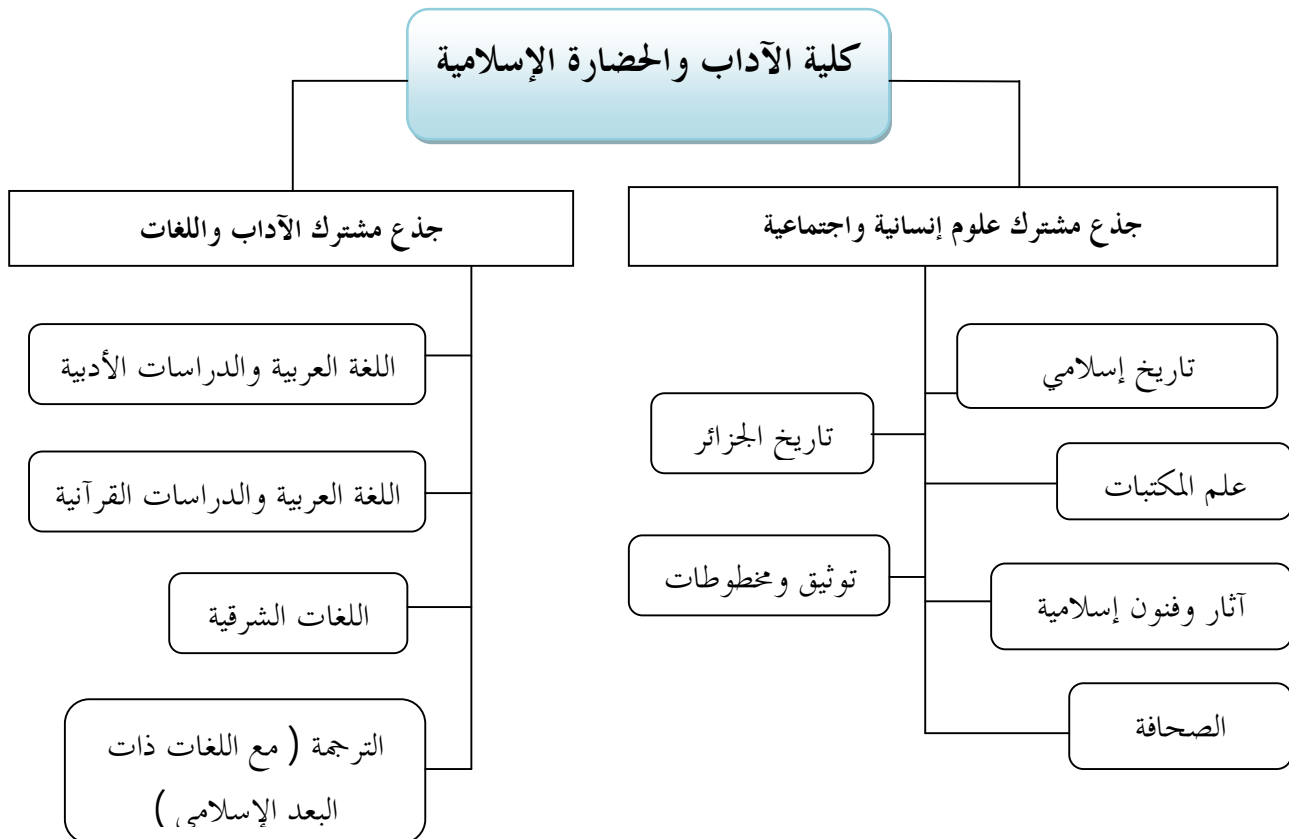 كلية الآداب والحضارة الإسلامية
جذع مشترك علوم إنسانية واجتماعية
تاريخ إسلامي
تاريخ الجزائر
علم المكتبات
توثيق ومخطوطات
آثار وفنون إسلامية
الصحافة
جذع مشترك الآداب واللغات
اللغة العربية والدراسات الأدبية
اللغة العربية والدراسات القرآنية
اللغات الشرقية
الترجمة ( مع اللغات ذات
البعد الإسلامي )